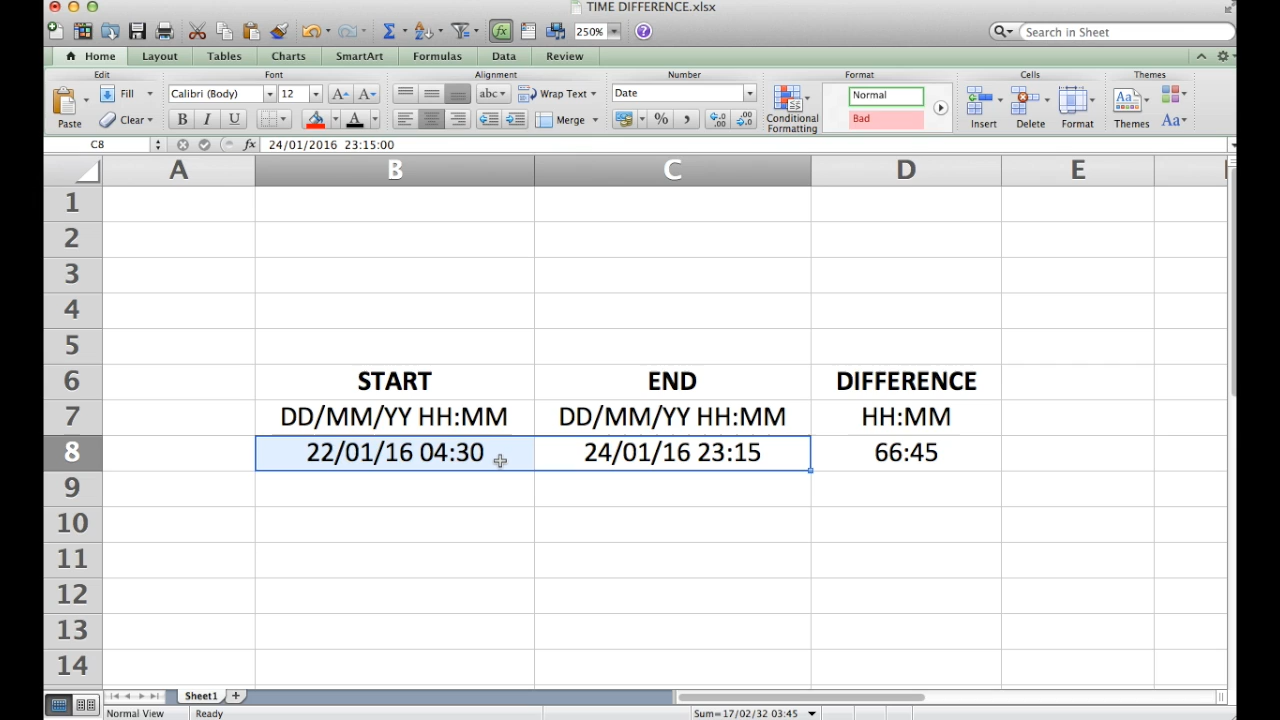 TIME DIFFERENCE.xlsx
250%
Search in Sheet
Home Layout Tables Charts SmartArt Formulas Data Review
Edit Font Alignment Number Format Cells Themes
Fill Calibri (Body) 12 A A abc Wrap Text Date Normal
Paste Clear B I U A Merge % , Conditional Formatting Bad Insert Delete Format Themes Aa
C8 fx 24/01/2016 23:15:00
A B C D E
1
2
3
4
5
6 START END DIFFERENCE
7 DD/MM/YY HH:MM DD/MM/YY HH:MM HH:MM
8 22/01/16 04:30 24/01/16 23:15 66:45
9
10
11
12
13
14
Sheet1 +
Normal View Ready Sum=17/02/32 03:45